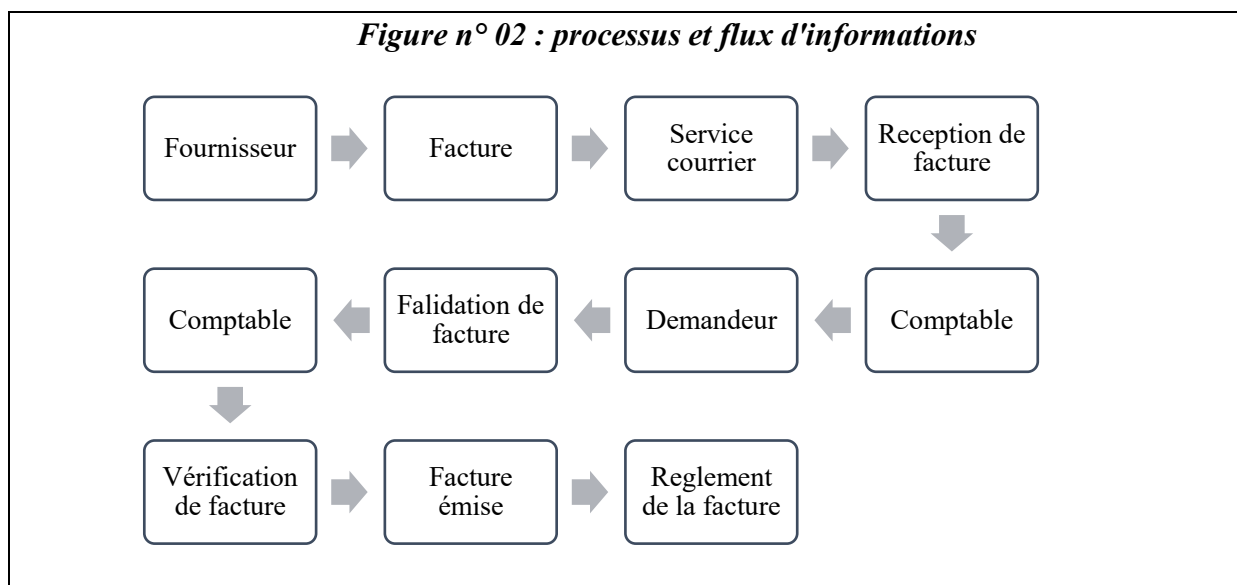 Figure n° 02 : processus et flux d'informations
Fournisseur
Facture
Service
courrier
Reception de
facture
Comptable
Demandeur
Falidation de
facture
Comptable
Vérification
de facture
Facture
émise
Reglement
de la facture